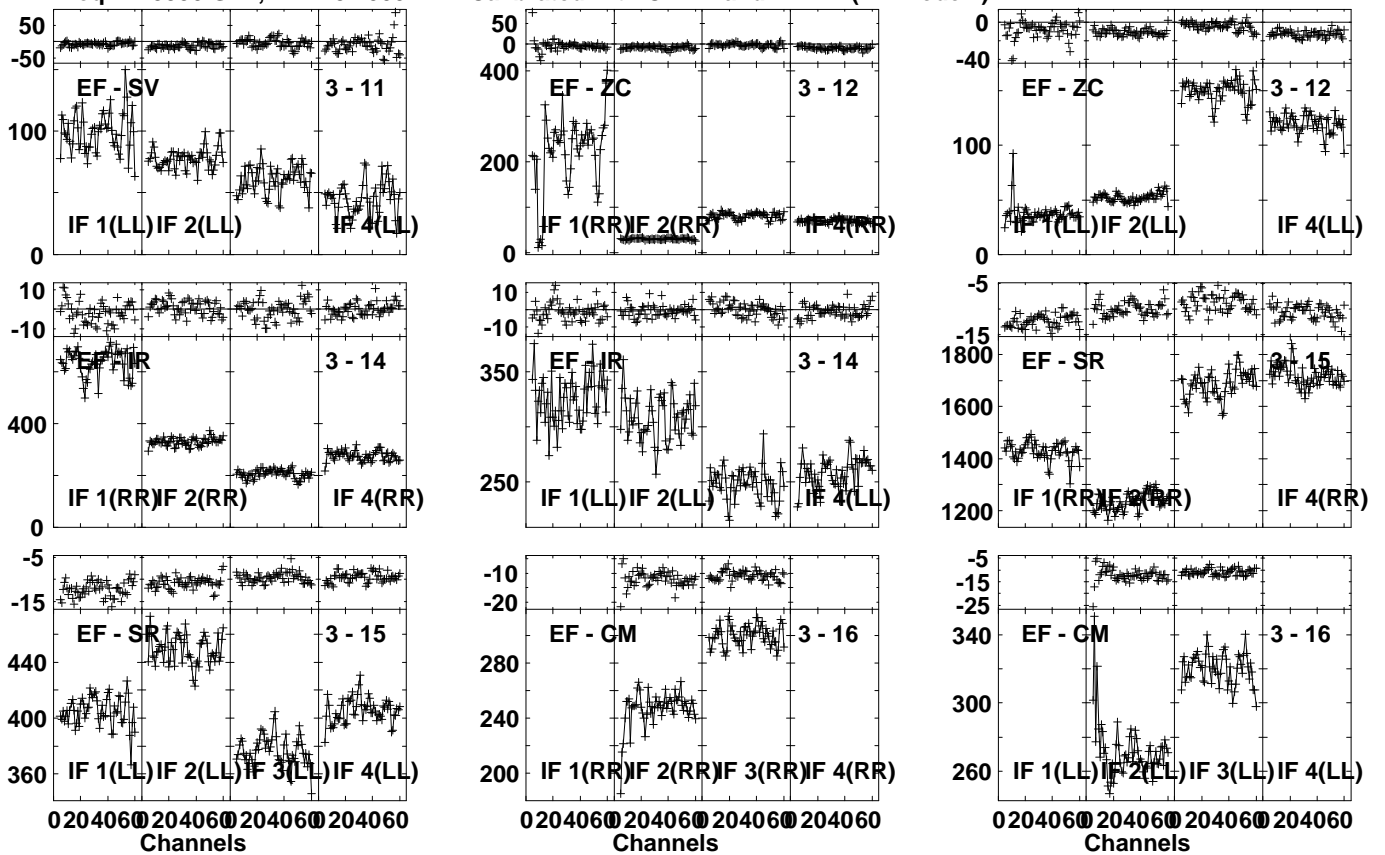 50
0
-50
EF - SV
3 - 11
100
0
IF 1(LL)
IF 2(LL)
IF 4(LL)
50
0
EF - ZC
3 - 12
400
200
0
IF 1(RR)
IF 2(RR)
IF 4(RR)
0
-40
EF - ZC
3 - 12
100
0
IF 1(LL)
IF 2(LL)
IF 4(LL)
10
0
-10
EF - IR
3 - 14
400
0
IF 1(RR)
IF 2(RR)
IF 4(RR)
10
0
-10
EF - IR
3 - 14
350
250
IF 1(LL)
IF 2(LL)
IF 4(LL)
-5
-15
EF - SR
3 - 15
1800
1600
1400
1200
IF 1(RR)
IF 2(RR)
IF 4(RR)
-5
-15
EF - SR
3 - 15
440
400
360
IF 1(LL)
IF 2(LL)
IF 3(LL)
IF 4(LL)
0 20 40 60 0 20 40 60 0 20 40 60 0 20 40 60
Channels
-10
-20
EF - CM
3 - 16
280
240
200
IF 1(RR)
IF 2(RR)
IF 3(RR)
IF 4(RR)
0 20 40 60 0 20 40 60 0 20 40 60 0 20 40 60
Channels
-5
-15
-25
EF - CM
3 - 16
340
300
260
IF 1(LL)
IF 2(LL)
IF 3(LL)
IF 4(LL)
0 20 40 60 0 20 40 60 0 20 40 60 0 20 40 60
Channels